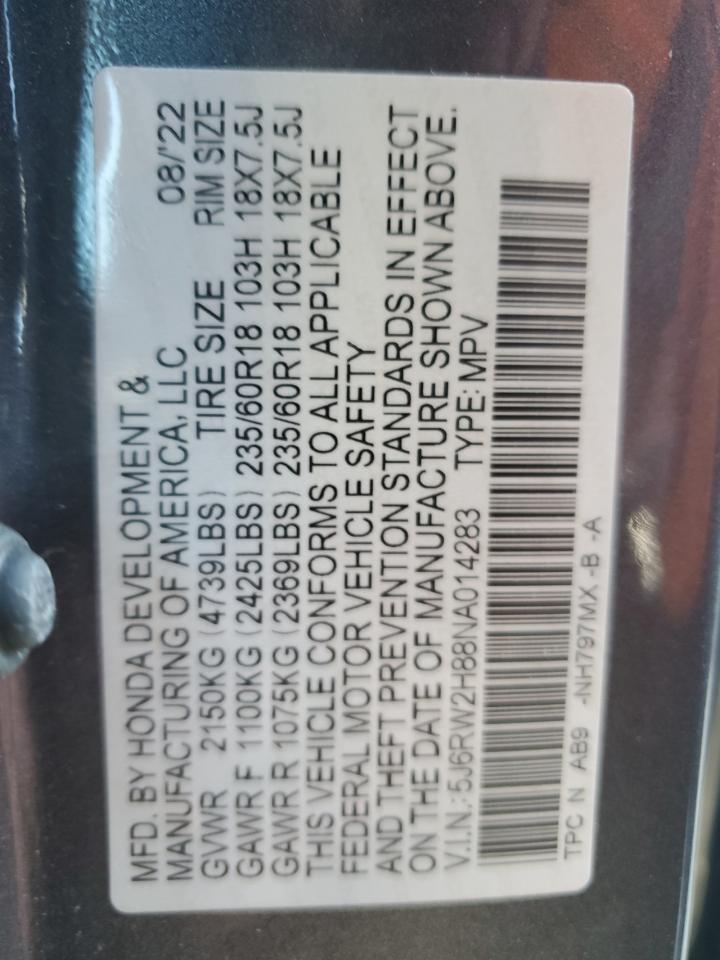 MFD. BY HONDA DEVELOPMENT &
MANUFACTURING OF AMERICA, LLC 08/'22
GVWR 2150KG (4739LBS) TIRE SIZE RIM SIZE
GAWR F 1100KG (2425LBS) 235/60R18 103H 18X7.5J
GAWR R 1075KG (2369LBS) 235/60R18 103H 18X7.5J
THIS VEHICLE CONFORMS TO ALL APPLICABLE
FEDERAL MOTOR VEHICLE SAFETY
AND THEFT PREVENTION STANDARDS IN EFFECT
ON THE DATE OF MANUFACTURE SHOWN ABOVE.
V.I.N.:5J6RW2H88NA014283 TYPE: MPV
TPC N AB9 -NH797MX -B -A